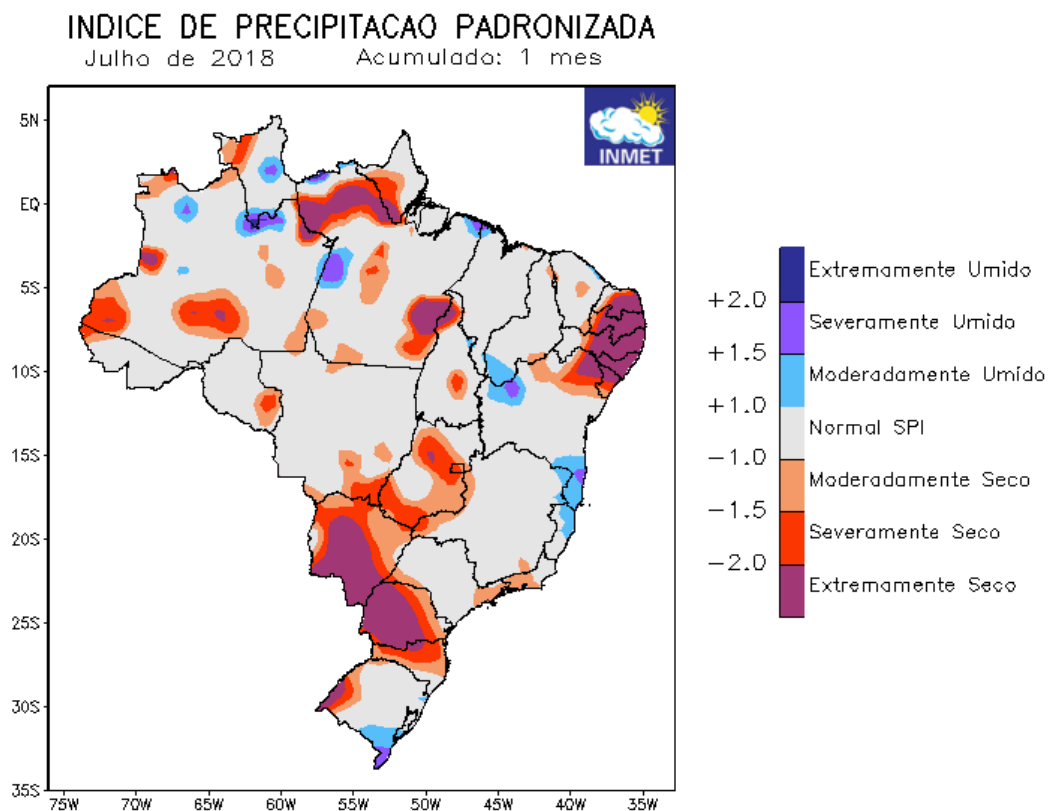 INDICE DE PRECIPITACAO PADRONIZADA
Julho de 2018 Acumulado: 1 mes
INMET
5N
EQ
5S
10S
15S
20S
25S
30S
35S
75W 70W 65W 60W 55W 50W 45W 40W 35W
Extremamente Umido
+2.0
Severamente Umido
+1.5
Moderadamente Umido
+1.0
Normal SPI
-1.0
Moderadamente Seco
-1.5
Severamente Seco
-2.0
Extremamente Seco